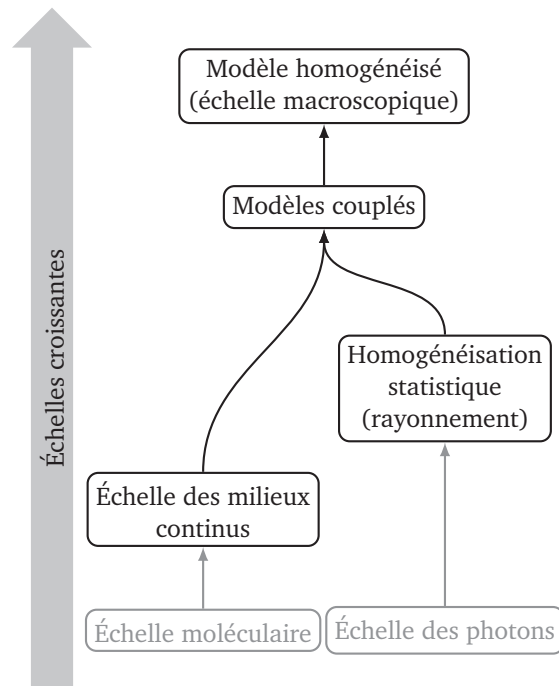 Modèle homogénéisé
(échelle macroscopique)
Modèles couplés
Échelles croissantes
Homogénéisation
statistique
(rayonnement)
Échelle des milieux
continus
Échelle moléculaire
Échelle des photons